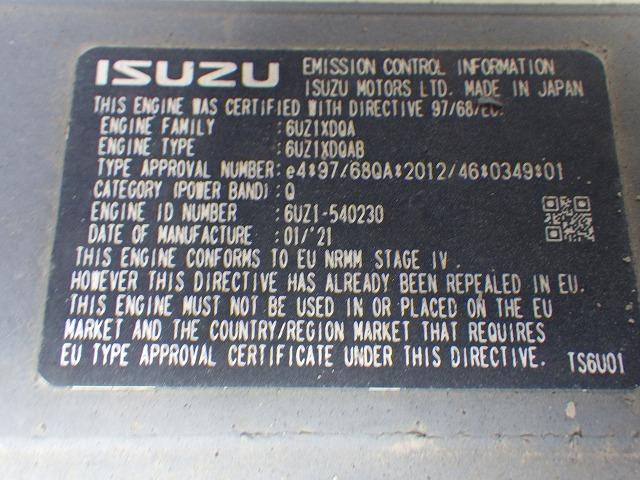 ISUZU EMISSION CONTROL INFORMATION
ISUZU MOTORS LTD. MADE IN JAPAN
THIS ENGINE WAS CERTIFIED WITH DIRECTIVE 97/68/EC.
ENGINE FAMILY :6UZ1XDQA
ENGINE TYPE :6UZ1XDQAB
TYPE APPROVAL NUMBER:e4*97/68QA*2012/46*0349*01
CATEGORY (POWER BAND):Q
ENGINE ID NUMBER :6UZ1-540230
DATE OF MANUFACTURE :01/'21
THIS ENGINE CONFORMS TO EU NRMM STAGE IV.
HOWEVER THIS DIRECTIVE HAS ALREADY BEEN REPEALED IN EU.
THIS ENGINE MUST NOT BE USED IN OR PLACED ON THE EU
MARKET AND THE COUNTRY/REGION MARKET THAT REQUIRES
EU TYPE APPROVAL CERTIFICATE UNDER THIS DIRECTIVE. TS6U01